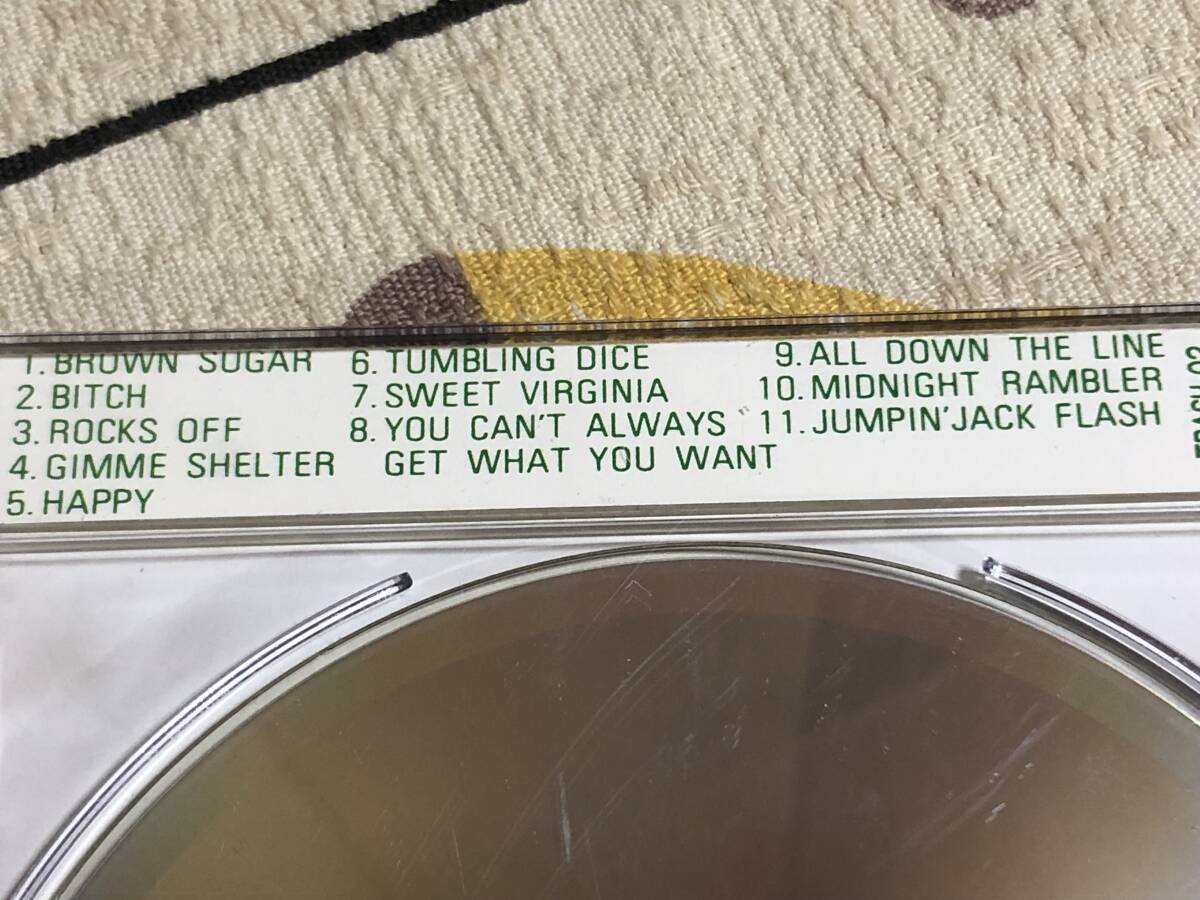 1. BROWN SUGAR
2. BITCH
3. ROCKS OFF
4. GIMME SHELTER
5. HAPPY
6. TUMBLING DICE
7. SWEET VIRGINIA
8. YOU CAN'T ALWAYS
GET WHAT YOU WANT
9. ALL DOWN THE LINE
10. MIDNIGHT RAMBLER
11. JUMPIN' JACK FLASH